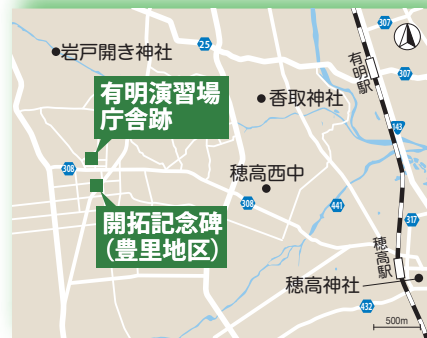 307
岩戸開き神社
25
有明駅
307
有明演習場
庁舎跡
香取神社
143
308
穂高西中
308
441
開拓記念碑
(豊里地区)
317
穂高駅
穂高神社
432
500m